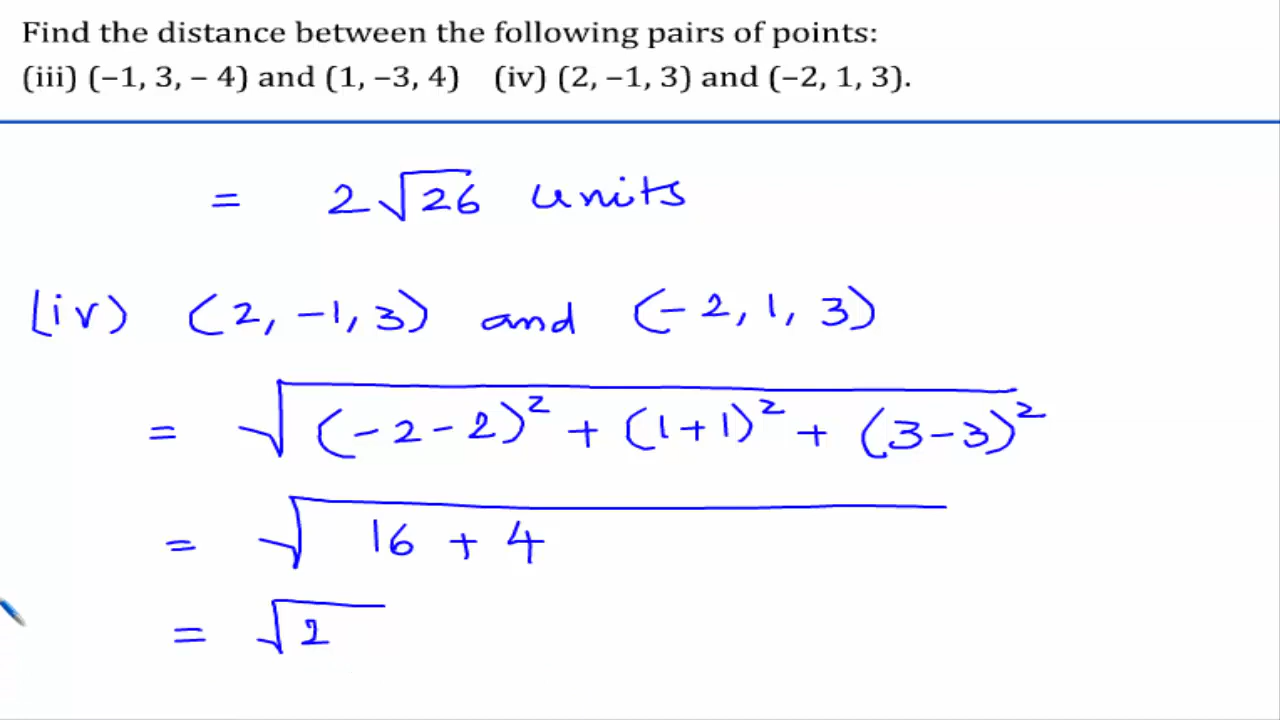 Find the distance between the following pairs of points:
(iii) (−1, 3, − 4) and (1, −3, 4) (iv) (2, −1, 3) and (−2, 1, 3).
= 2√26 units
(iv) (2, -1, 3) and (-2, 1, 3)
= √(-2-2)² + (1+1)² + (3-3)²
= √16 + 4
= √2